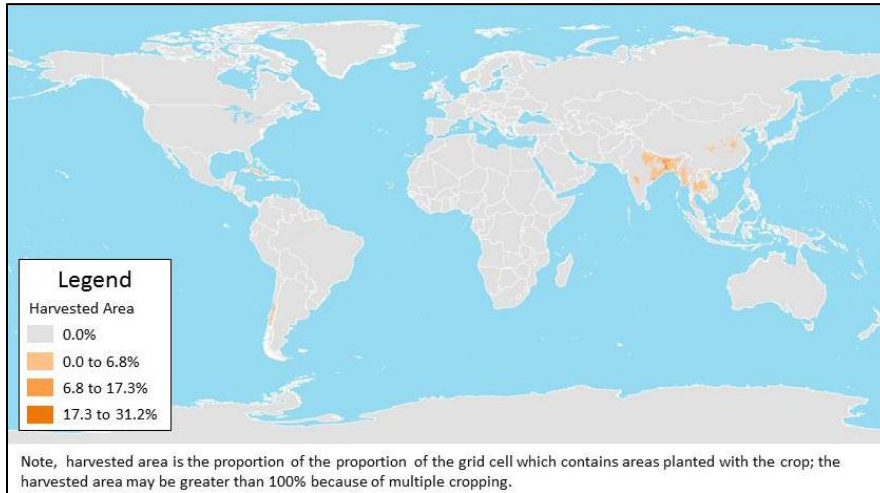 Legend
Harvested Area
0.0%
0.0 to 6.8%
6.8 to 17.3%
17.3 to 31.2%
Note, harvested area is the proportion of the proportion of the grid cell which contains areas planted with the crop; the
harvested area may be greater than 100% because of multiple cropping.